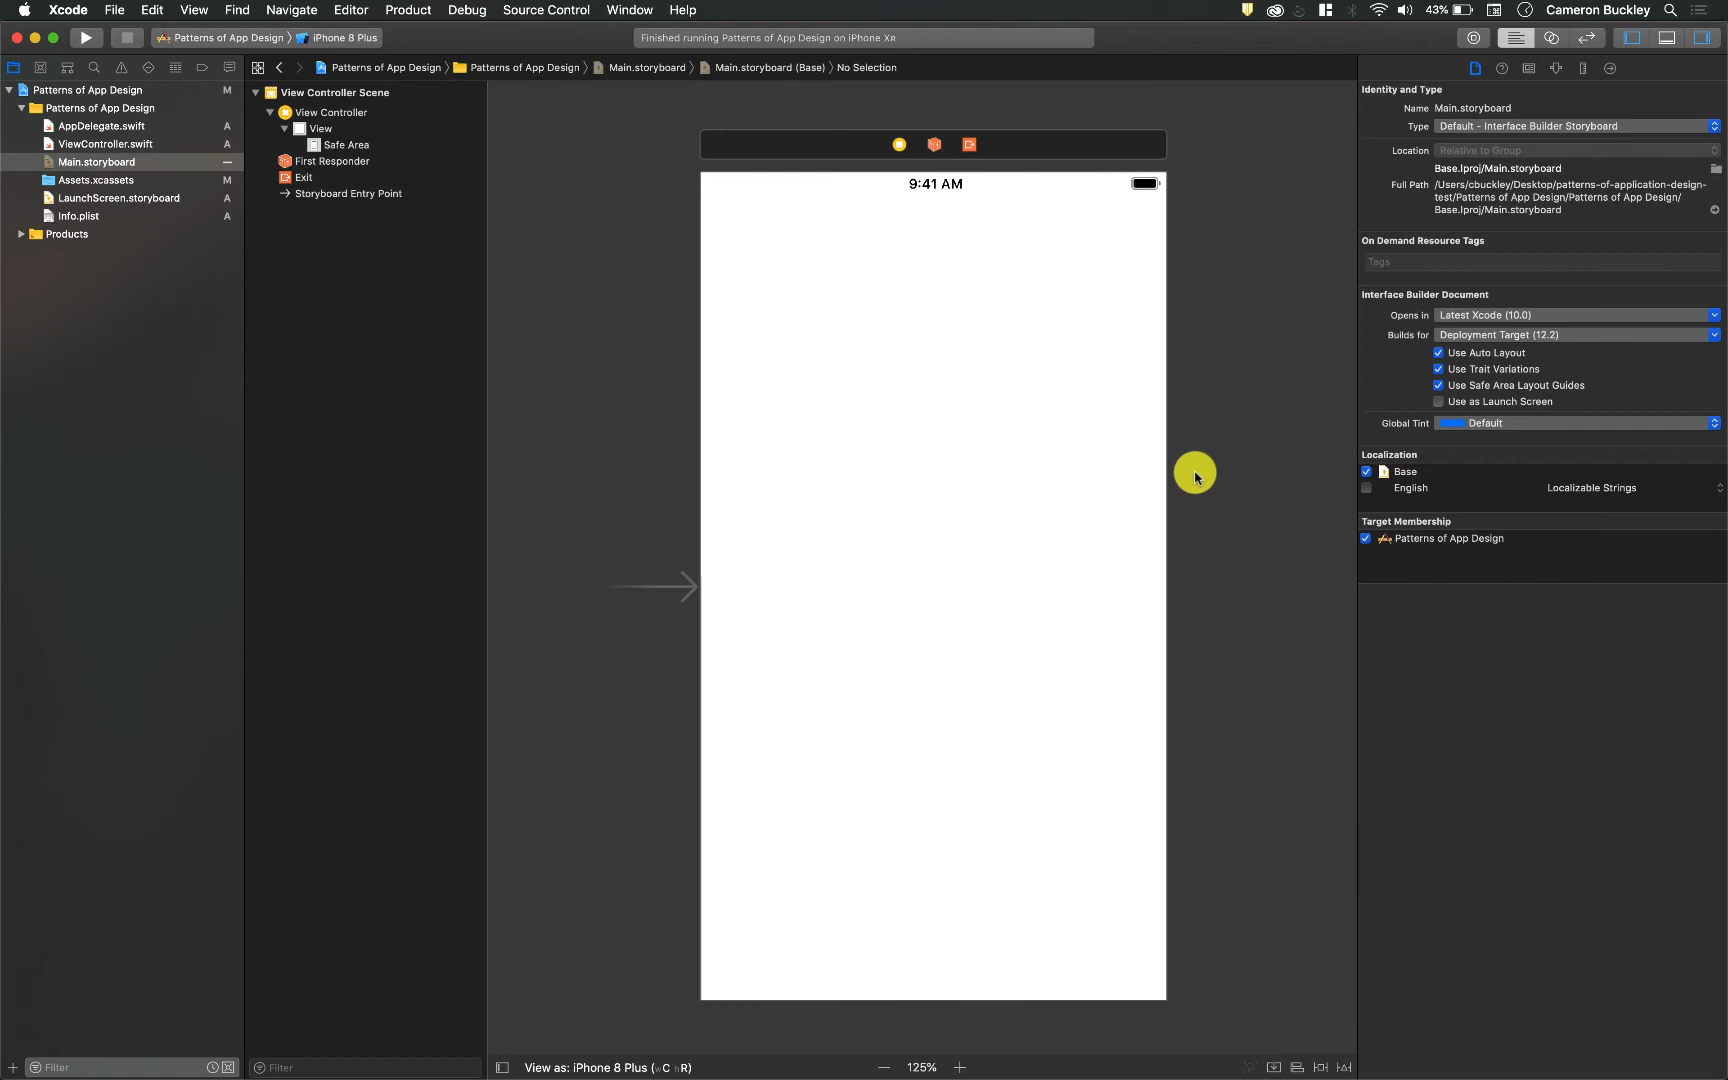 Xcode File Edit View Find Navigate Editor Product Debug Source Control Window Help 43% Cameron Buckley
Patterns of App Design iPhone 8 Plus Finished running Patterns of App Design on iPhone XR
Patterns of App Design Patterns of App Design Main.storyboard Main.storyboard (Base) No Selection
Patterns of App Design M
Patterns of App Design
AppDelegate.swift A
ViewController.swift A
Main.storyboard —
Assets.xcassets M
LaunchScreen.storyboard A
Info.plist A
Products
Filter
View Controller Scene
View Controller
View
Safe Area
First Responder
Exit
Storyboard Entry Point
Filter
9:41 AM
View as: iPhone 8 Plus (wC hR) — 125% +
Identity and Type
Name Main.storyboard
Type Default - Interface Builder Storyboard
Location Relative to Group
Base.lproj/Main.storyboard
Full Path /Users/cbuckley/Desktop/patterns-of-application-design-
test/Patterns of App Design/Patterns of App Design/
Base.lproj/Main.storyboard
On Demand Resource Tags
Tags
Interface Builder Document
Opens in Latest Xcode (10.0)
Builds for Deployment Target (12.2)
Use Auto Layout
Use Trait Variations
Use Safe Area Layout Guides
Use as Launch Screen
Global Tint Default
Localization
Base
English Localizable Strings
Target Membership
Patterns of App Design